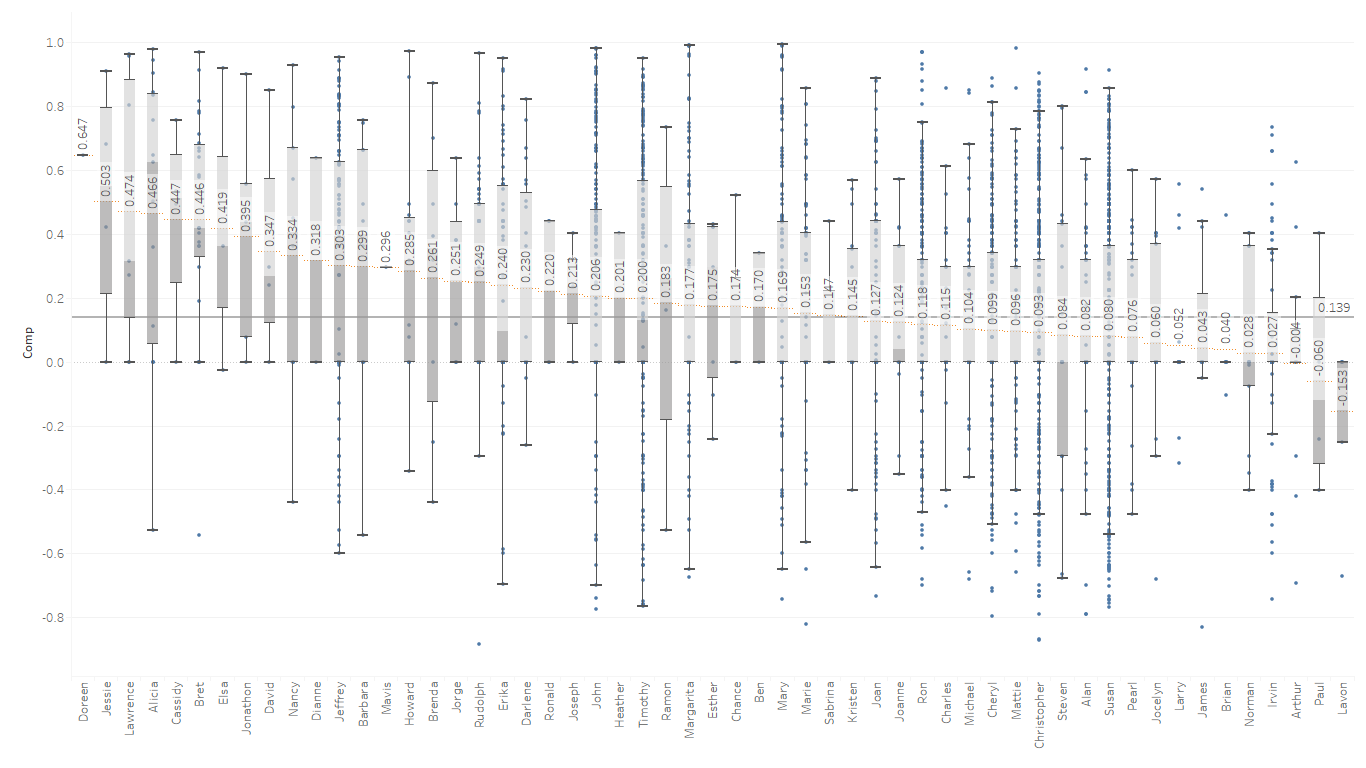 1.0
0.8
0.6
0.4
0.2
0.0
-0.2
-0.4
-0.6
-0.8
Comp
0.647
0.503
0.474
0.466
0.447
0.446
0.419
0.395
0.347
0.334
0.318
0.303
0.299
0.296
0.285
0.261
0.251
0.249
0.240
0.230
0.220
0.213
0.206
0.201
0.200
0.183
0.177
0.175
0.174
0.170
0.169
0.153
0.147
0.145
0.127
0.124
0.118
0.115
0.104
0.099
0.096
0.093
0.084
0.082
0.080
0.076
0.060
0.052
0.043
0.040
0.028
0.027
-0.004
-0.060
-0.153
0.139
Doreen
Jessie
Lawrence
Alicia
Cassidy
Bret
Elsa
Jonathon
David
Nancy
Dianne
Jeffrey
Barbara
Mavis
Howard
Brenda
Jorge
Rudolph
Erika
Darlene
Ronald
Joseph
John
Heather
Timothy
Ramon
Margarita
Esther
Chance
Ben
Mary
Marie
Sabrina
Kristen
Joan
Joanne
Ron
Charles
Michael
Cheryl
Mattie
Christopher
Steven
Alan
Susan
Pearl
Jocelyn
Larry
James
Brian
Norman
Irvin
Arthur
Paul
Lavon